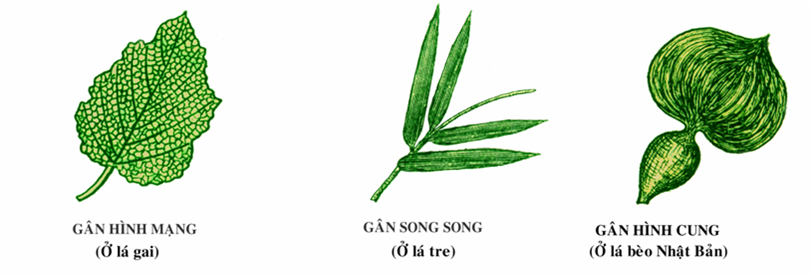 GÂN HÌNH MẠNG
(Ở lá gai)
GÂN SONG SONG
(Ở lá tre)
GÂN HÌNH CUNG
(Ở lá bèo Nhật Bản)